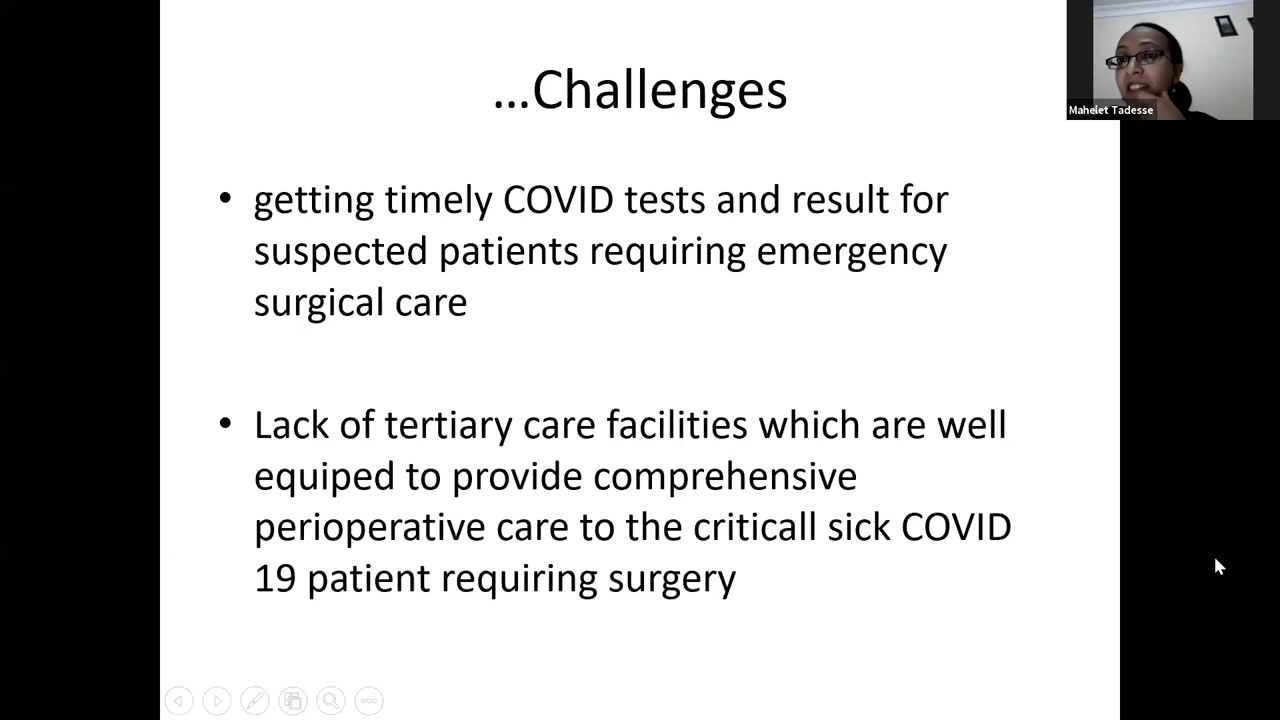 ...Challenges
Mahelet Tadesse
• getting timely COVID tests and result for
suspected patients requiring emergency
surgical care
• Lack of tertiary care facilities which are well
equiped to provide comprehensive
perioperative care to the criticall sick COVID
19 patient requiring surgery